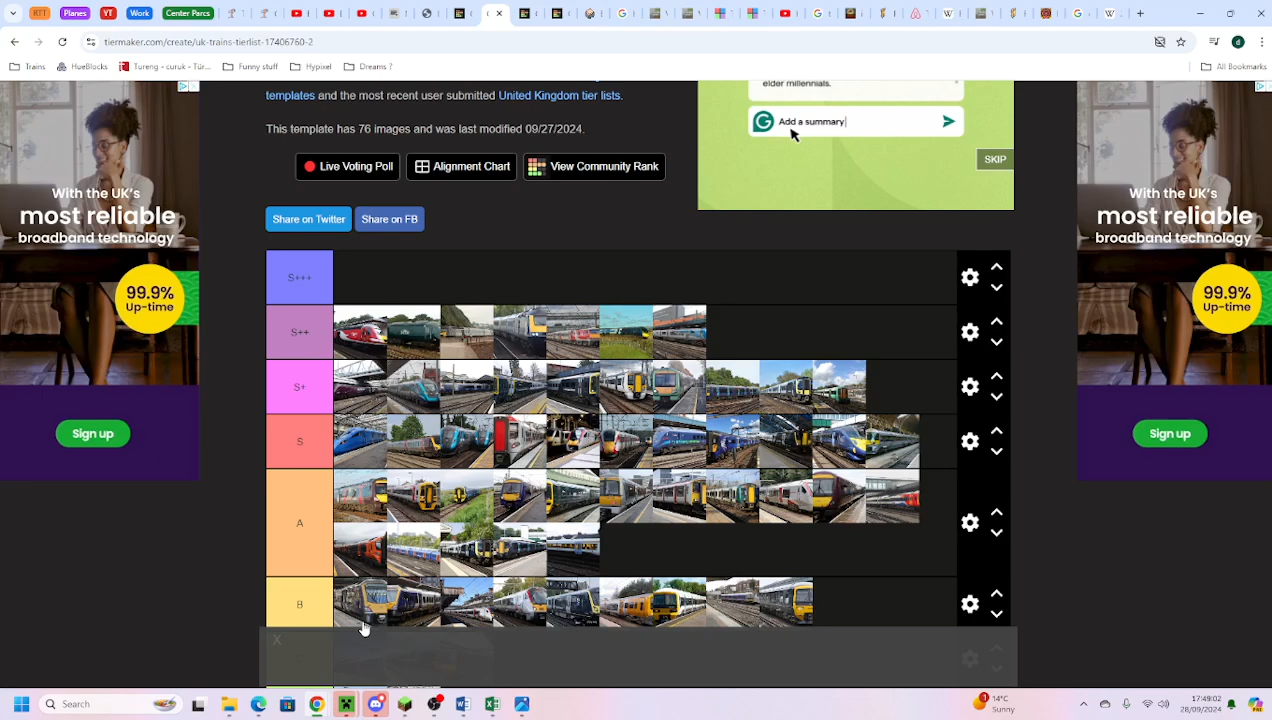 RTT
YTJ
Planes
Work
Center Parcs
tiermaker.com/create/uk-trains-tierlist-17406760-2
Trains
HueBlocks
Tureng - curuk - Tür...
Funny stuff
Hypixel
Dreams ?
All Bookmarks
templates and the most recent user submitted United Kingdom tier lists.
This template has 76 images and was last modified 09/27/2024.
Live Voting Poll
Alignment Chart
View Community Rank
Share on Twitter
Share on FB
elder millennials.
Add a summary
SKIP
With the UK's
most reliable
broadband technology
99.9%
Up-time
Sign up
With the UK's
most reliable
broadband technology
99.9%
Up-time
Sign up
S+++
S++
S+
S
A
B
X
Search
14°C
Sunny
17:49:02
28/09/2024